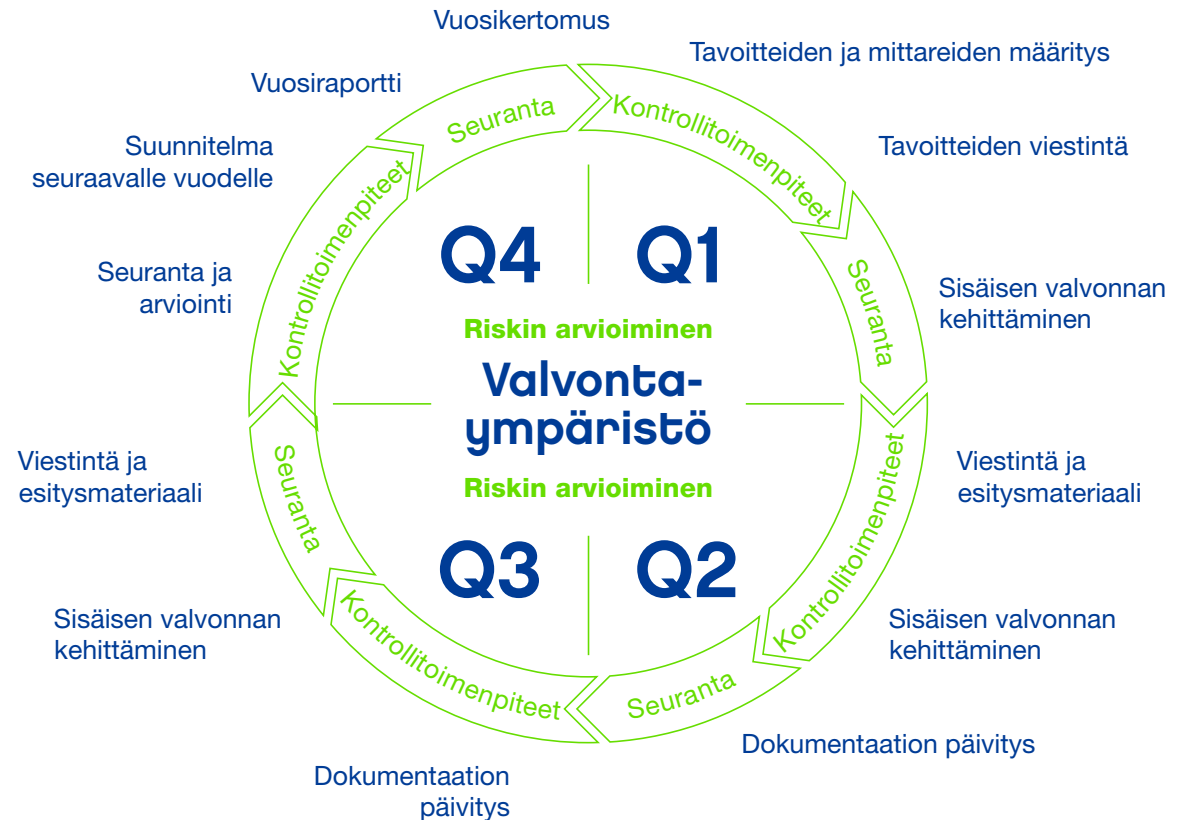 Vuosikertomus
Tavoitteiden ja mittareiden määritys
Vuosiraportti
Seuranta
Kontrollitoimenpiteet
Suunnitelma
seuraavalle vuodelle
Tavoitteiden viestintä
Kontrollitoimenpiteet
Q4
Q1
Seuranta
Seuranta ja
arviointi
Sisäisen valvonnan
kehittäminen
Riskin arvioiminen
Valvonta-
ympäristö
Riskin arvioiminen
Viestintä ja
esitysmateriaali
Seuranta
Kontrollitoimenpiteet
Viestintä ja
esitysmateriaali
Q3
Q2
Sisäisen valvonnan
kehittäminen
Kontrollitoimenpiteet
Seuranta
Sisäisen valvonnan
kehittäminen
Dokumentaation päivitys
Dokumentaation
päivitys